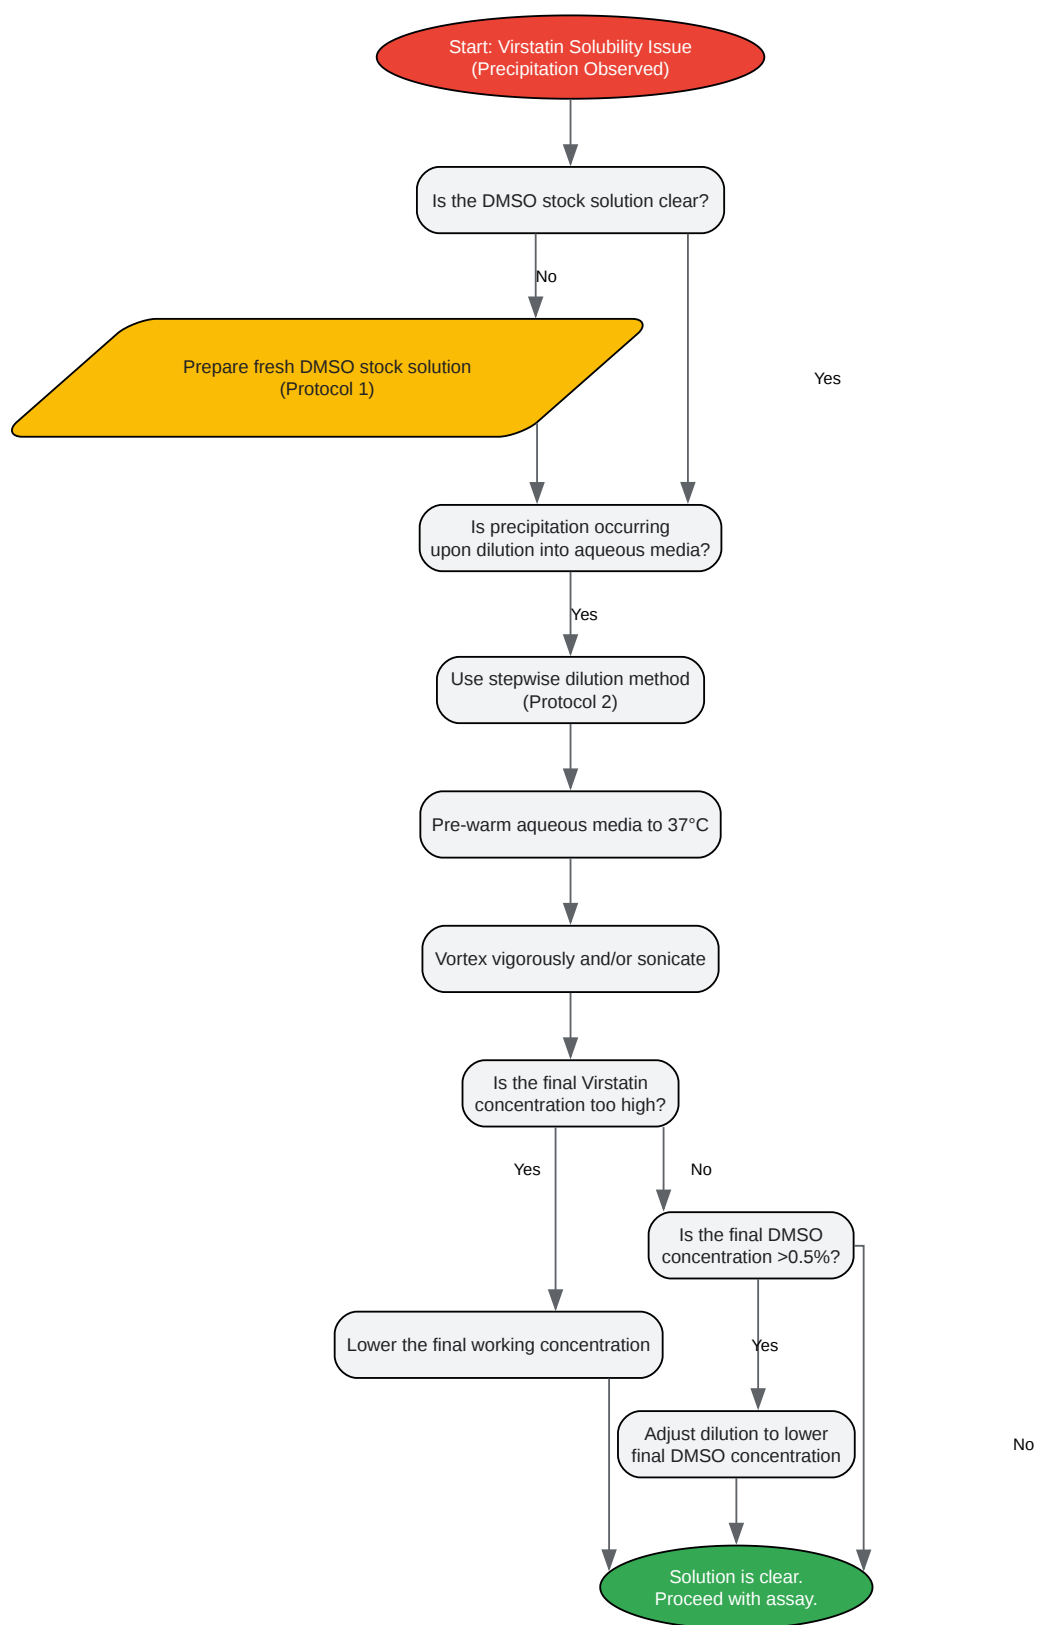 Start: Virstatin Solubility Issue
(Precipitation Observed)
Is the DMSO stock solution clear?
No
Prepare fresh DMSO stock solution
(Protocol 1)
Yes
Is precipitation occurring
upon dilution into aqueous media?
Yes
Use stepwise dilution method
(Protocol 2)
Pre-warm aqueous media to 37°C
Vortex vigorously and/or sonicate
Is the final Virstatin
concentration too high?
Yes
No
Is the final DMSO
concentration >0.5%?
Lower the final working concentration
Yes
Adjust dilution to lower
final DMSO concentration
No
Solution is clear.
Proceed with assay.